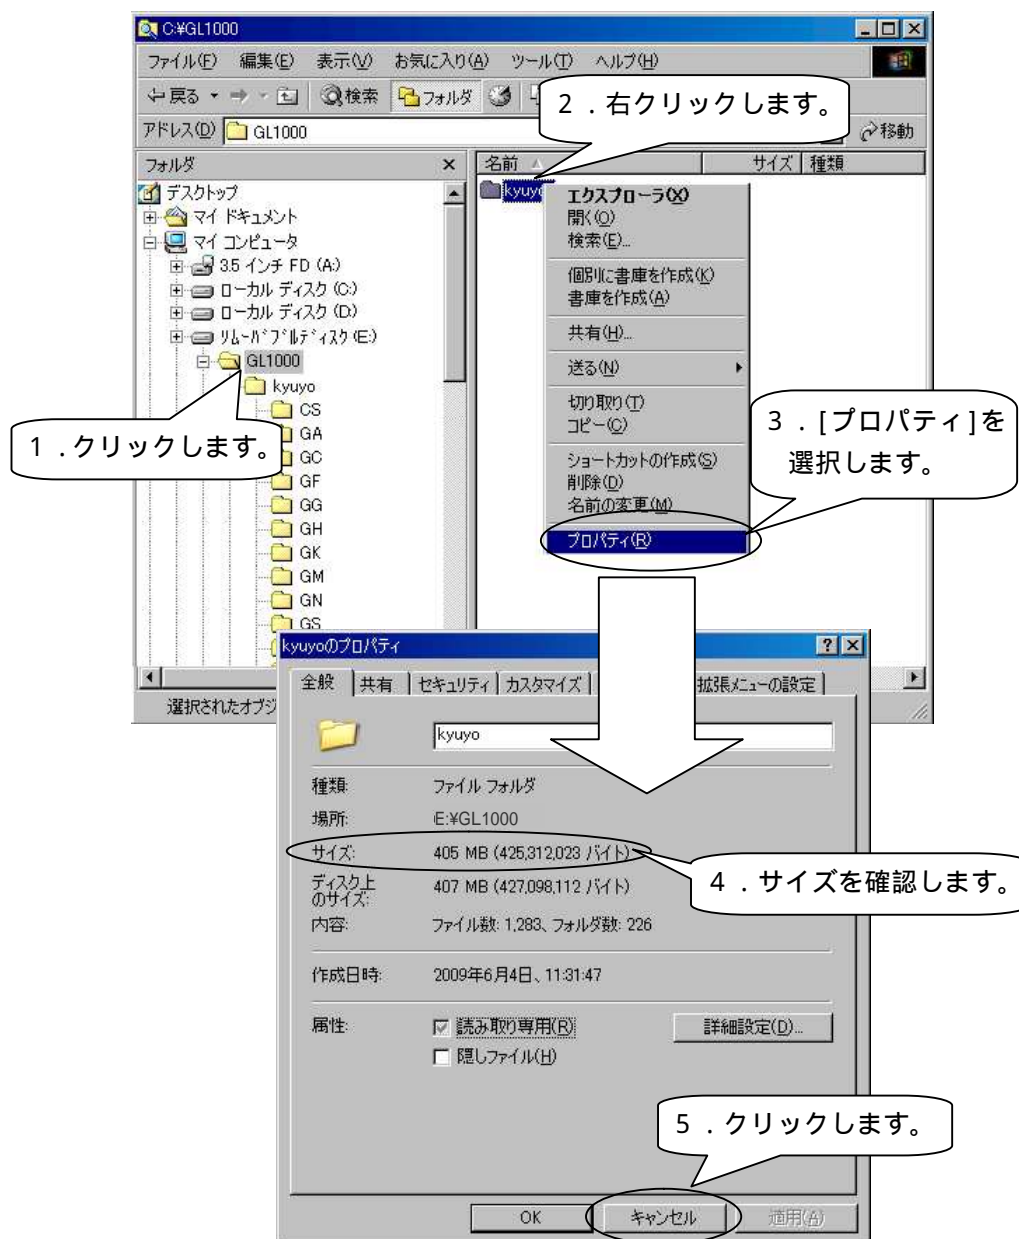 C:¥GL1000
ファイル(F) 編集(E) 表示(V) お気に入り(A) ツール(T) ヘルプ(H)
戻る 検索 フォルダ
2．右クリックします。
アドレス(D) GL1000 移動
フォルダ ×
名前 サイズ 種類
デスクトップ
マイ ドキュメント
マイ コンピュータ
3.5 インチ FD (A:)
ローカル ディスク (C:)
ローカル ディスク (D:)
リムーバブルディスク (E:)
GL1000
kyuyo
CS
GA
GC
GF
GG
GH
GK
GM
GN
GS
1．クリックします。
kyuyo
エクスプローラ(X)
開く(O)
検索(E)...
個別に書庫を作成(K)
書庫を作成(A)
共有(H)...
送る(N)
切り取り(T)
コピー(C)
ショートカットの作成(S)
削除(D)
名前の変更(M)
プロパティ(R)
3．[プロパティ]を
選択します。
選択されたオブジ
kyuyoのプロパティ
全般 共有 セキュリティ カスタマイズ 拡張メニューの設定
kyuyo
種類: ファイル フォルダ
場所: E:¥GL1000
サイズ: 405 MB (425,312,023 バイト)
4．サイズを確認します。
ディスク上
のサイズ: 407 MB (427,098,112 バイト)
内容: ファイル数: 1,283、フォルダ数: 226
作成日時: 2009年6月4日、11:31:47
属性: 読み取り専用(R) 詳細設定(D)...
隠しファイル(H)
5．クリックします。
OK キャンセル 適用(A)